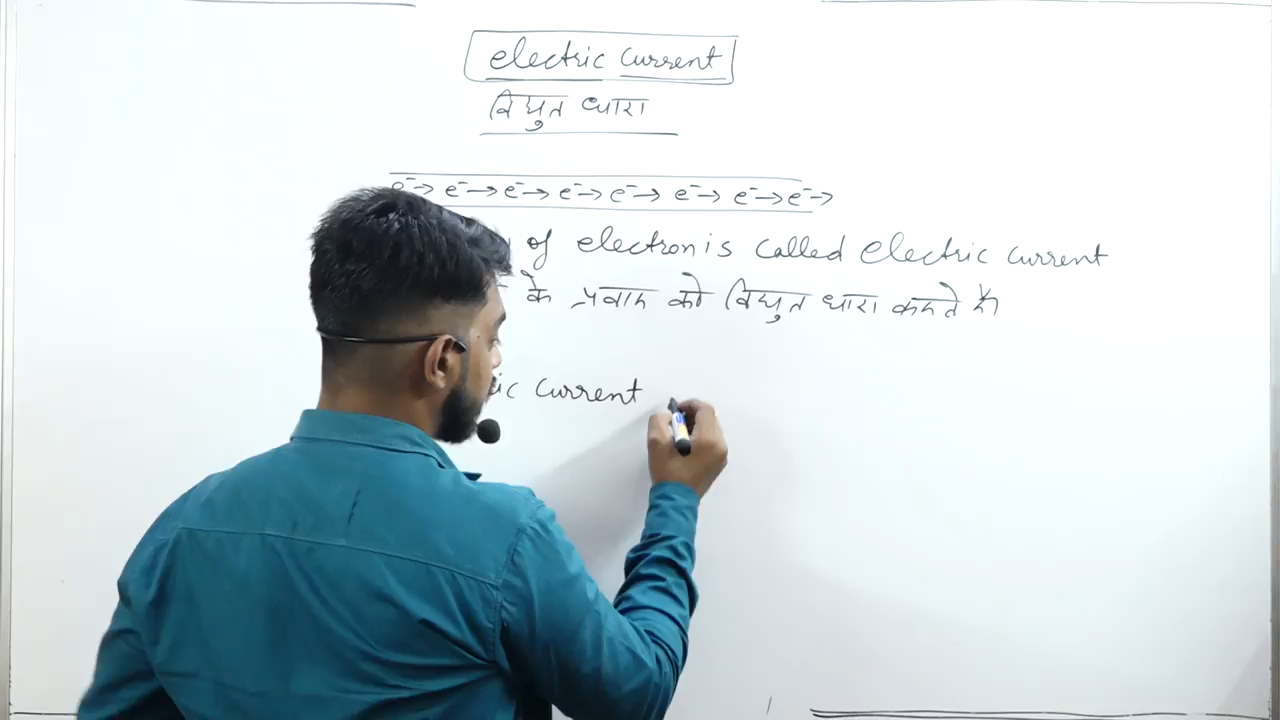 electric current
विद्युत धारा
e⁻→ e⁻→ e⁻→ e⁻→ e⁻→ e⁻→ e⁻→ e⁻→
of electron is called electric current
के प्रवाह को विद्युत धारा कहते हैं
ic current